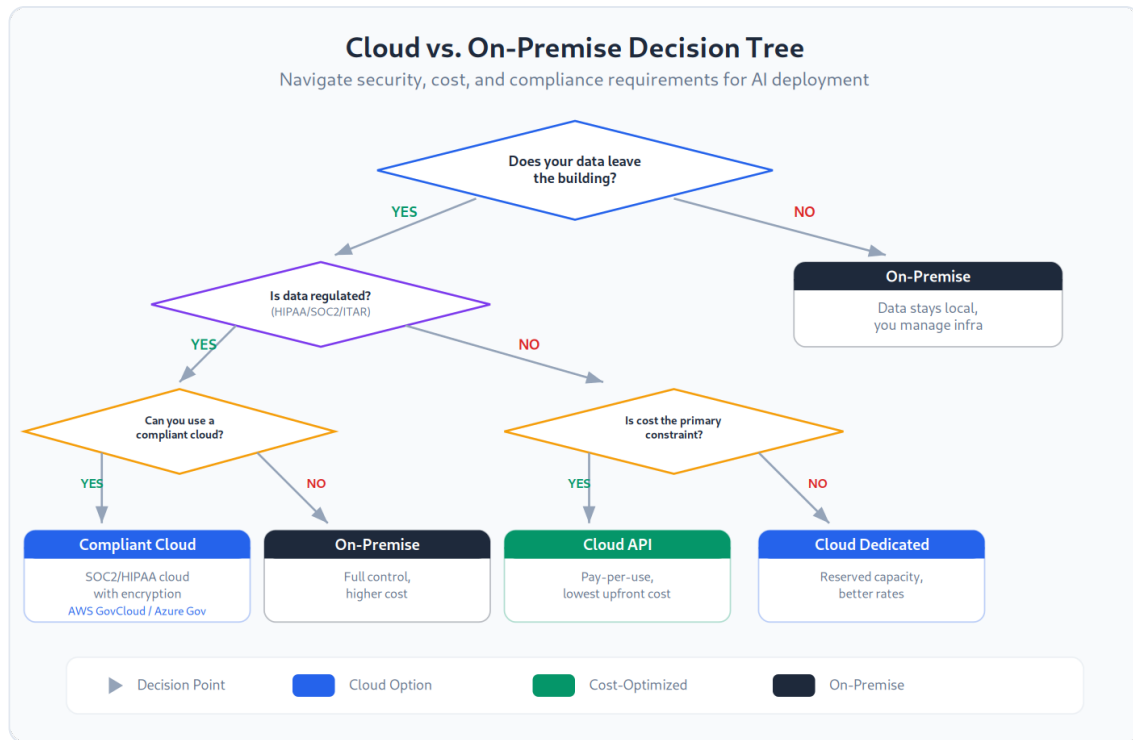 Cloud vs. On-Premise Decision Tree
Navigate security, cost, and compliance requirements for AI deployment
Does your data leave
the building?
YES
NO
Is data regulated?
(HIPAA/SOC2/ITAR)
On-Premise
Data stays local,
you manage infra
YES
NO
Can you use a
compliant cloud?
Is cost the primary
constraint?
YES
NO
YES
NO
Compliant Cloud
SOC2/HIPAA cloud
with encryption
AWS GovCloud / Azure Gov
On-Premise
Full control,
higher cost
Cloud API
Pay-per-use,
lowest upfront cost
Cloud Dedicated
Reserved capacity,
better rates
Decision Point
Cloud Option
Cost-Optimized
On-Premise